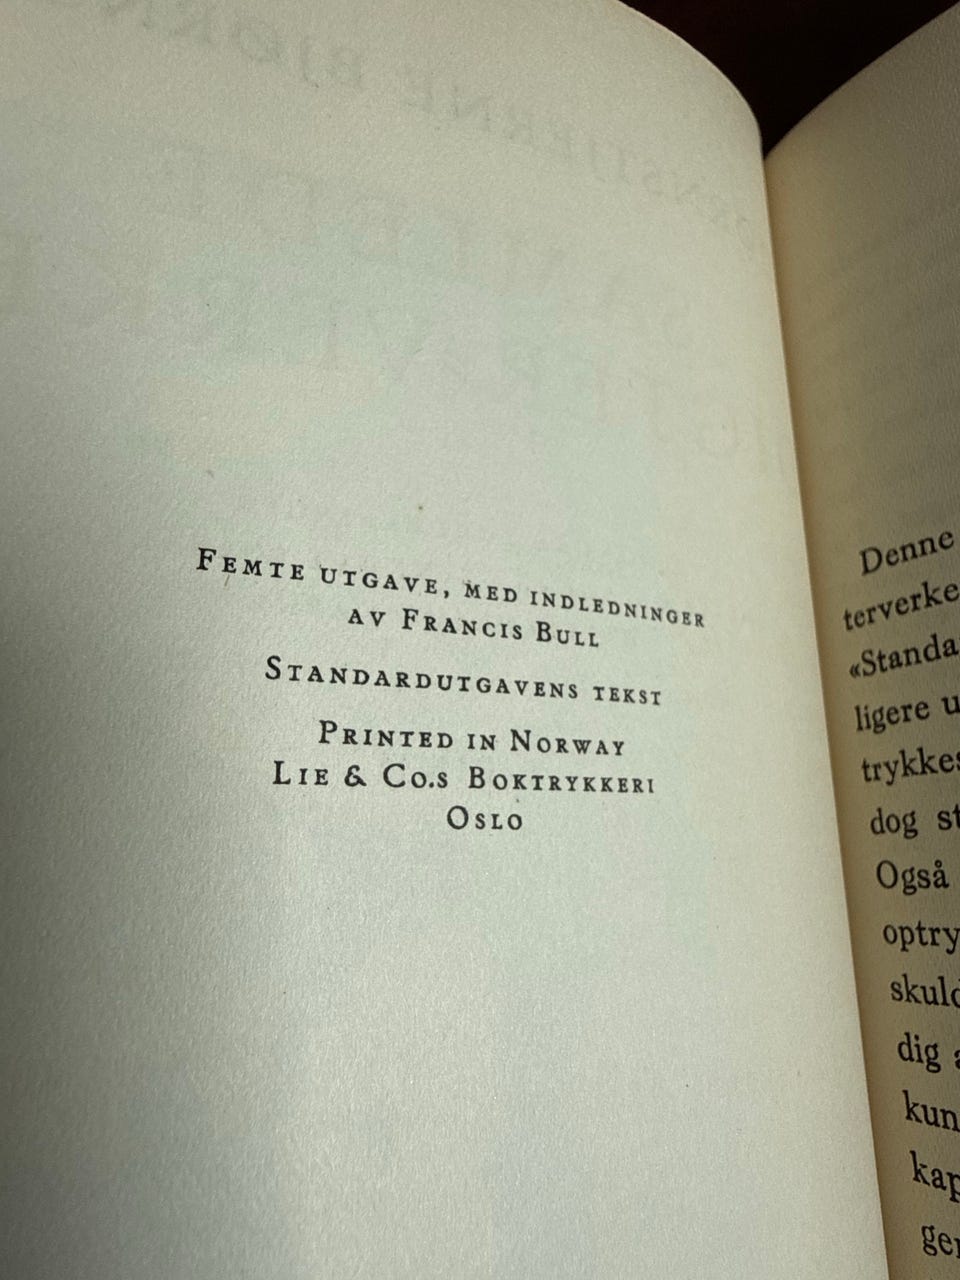 FEMTE UTGAVE, MED INDLEDNINGER
AV FRANCIS BULL
STANDARDUTGAVENS TEKST
PRINTED IN NORWAY
LIE & CO.S BOKTRYKKERI
OSLO
Denne
terverke
«Standa
ligere u
trykkes
dog st
Også
optry
skuld
dig
kun
kap
ger